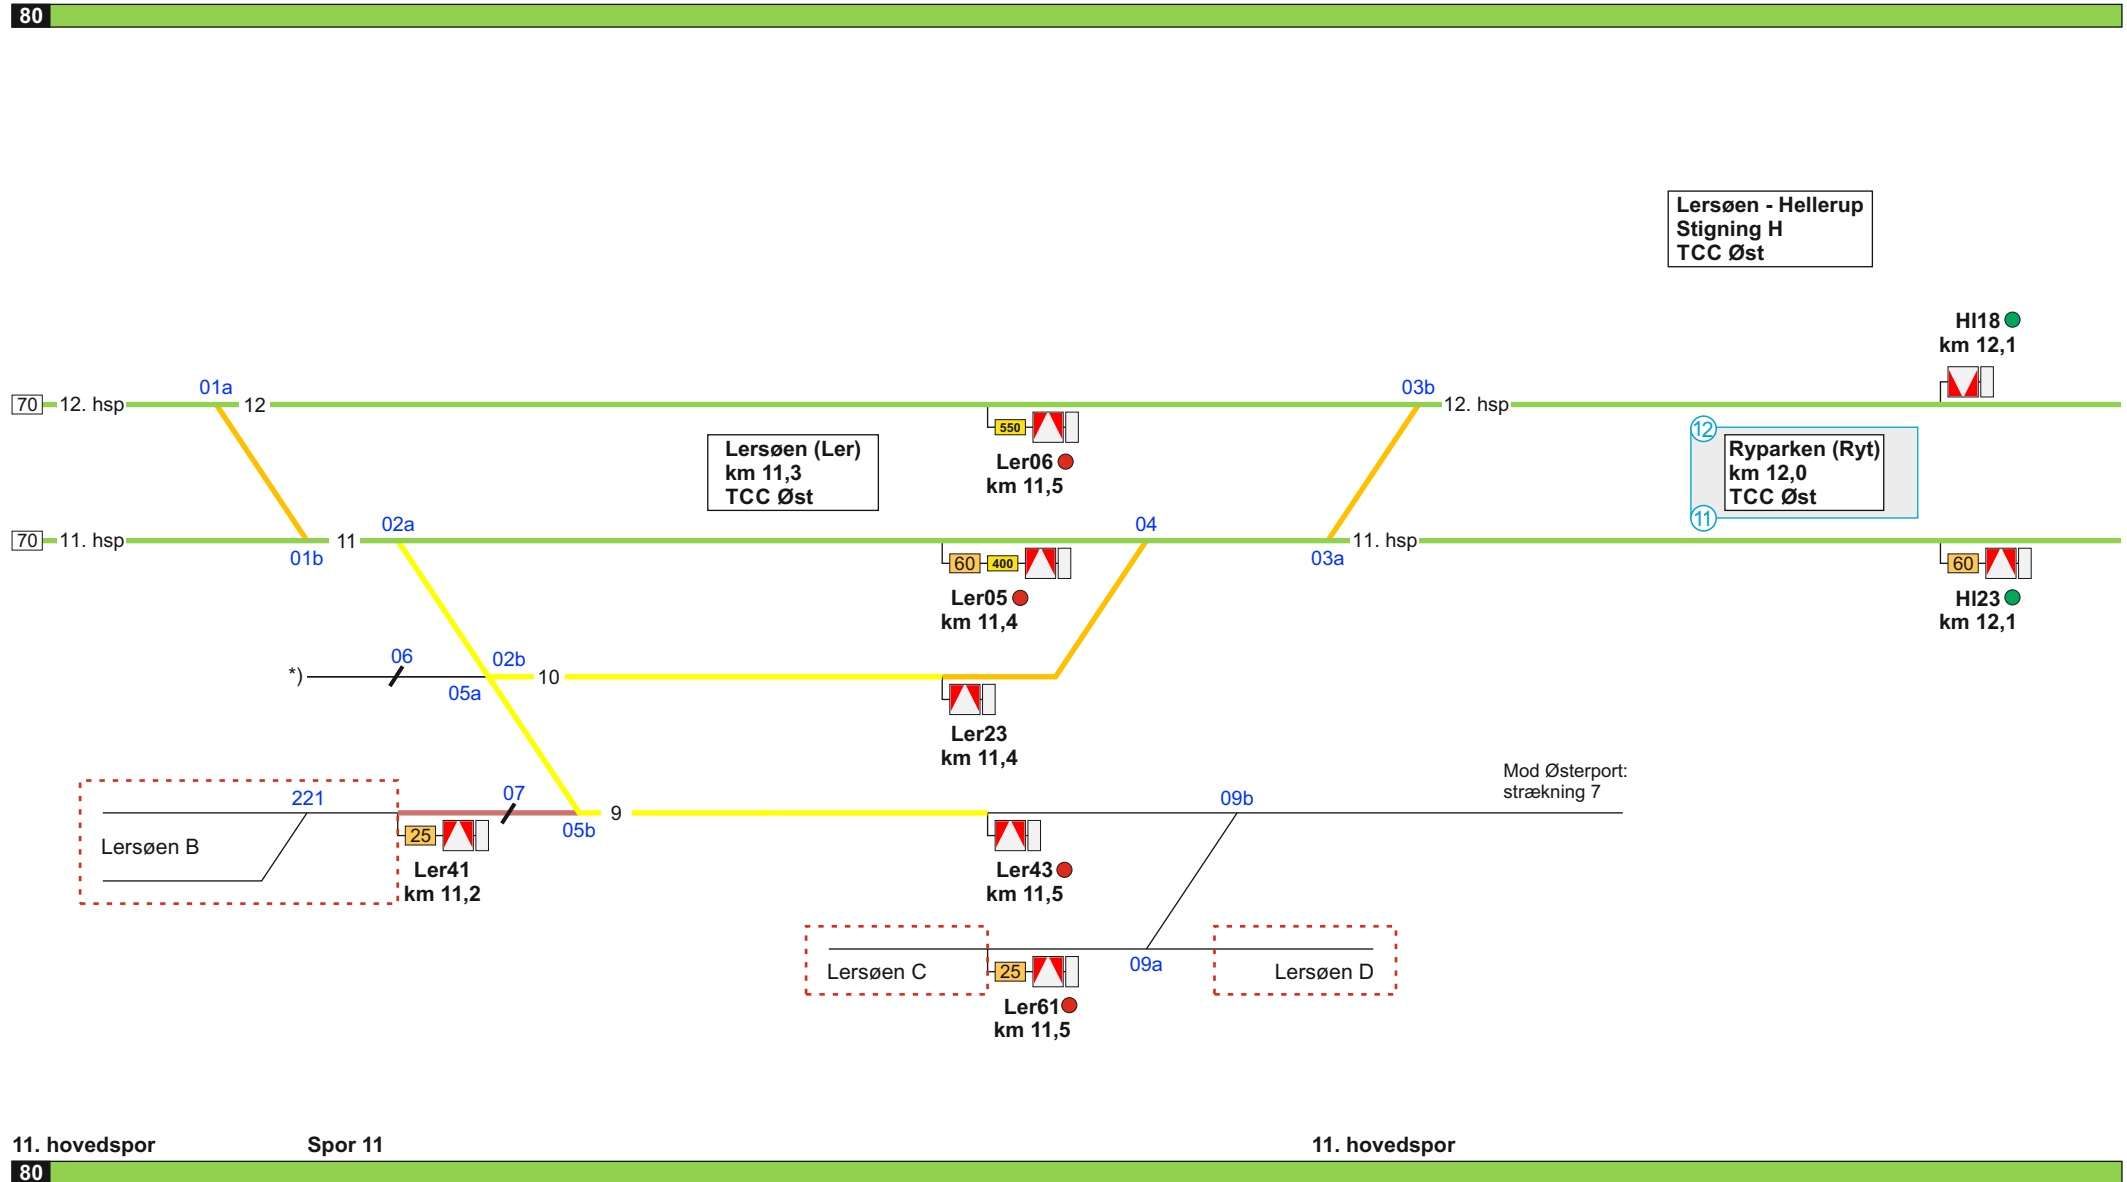 80
Lersøen - Hellerup
Stigning H
TCC Øst
Hl18
km 12,1
01a
03b
70
12. hsp
12
12. hsp
550
Ler06
km 11,5
Lersøen (Ler)
km 11,3
TCC Øst
12
Ryparken (Ryt)
km 12,0
TCC Øst
11
02a
04
70
11. hsp
11
11. hsp
01b
03a
60
400
Ler05
km 11,4
60
Hl23
km 12,1
*)
06
02b
10
05a
Ler23
km 11,4
Mod Østerport:
strækning 7
221
07
9
09b
05b
Lersøen B
25
Ler41
km 11,2
Ler43
km 11,5
Lersøen C
25
09a
Lersøen D
Ler61
km 11,5
11. hovedspor
Spor 11
11. hovedspor
80